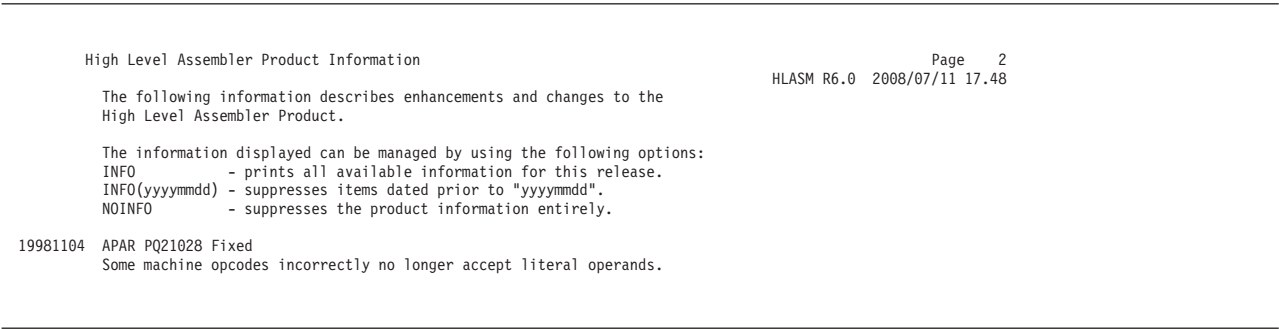 High Level Assembler Product Information Page 2
HLASM R6.0 2008/07/11 17.48
The following information describes enhancements and changes to the
High Level Assembler Product.
The information displayed can be managed by using the following options:
INFO - prints all available information for this release.
INFO(yyyymmdd) - suppresses items dated prior to "yyyymmdd".
NOINFO - suppresses the product information entirely.
19981104 APAR PQ21028 Fixed
Some machine opcodes incorrectly no longer accept literal operands.